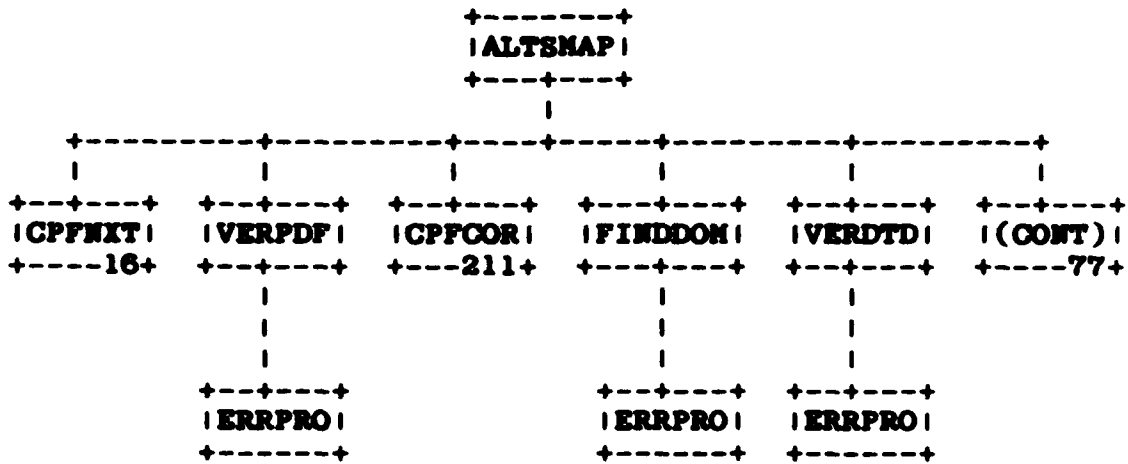 ALTSMAP
CPFNXT VERPDF CPFCOR FINDDOM VERDTD (CONT)
16 211 77
ERRPRO ERRPRO ERRPRO